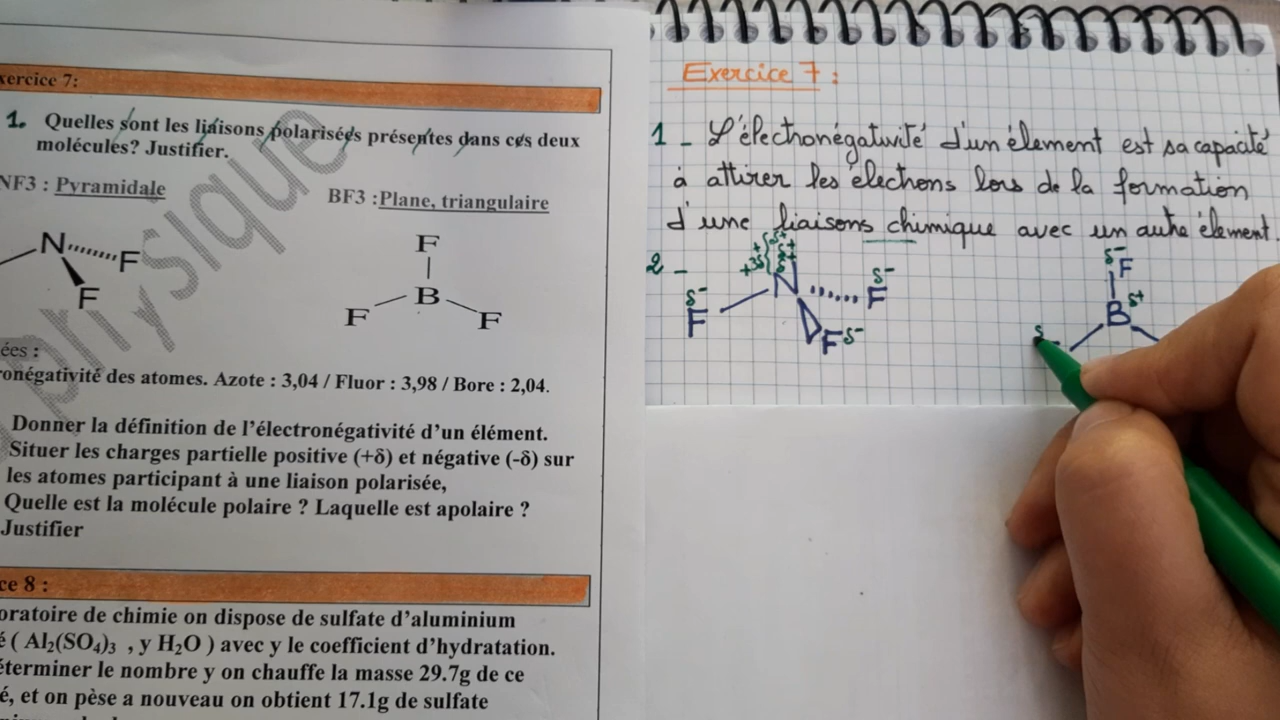 xercice 7:
1. Quelles sont les liaisons polarisées présentes dans ces deux
molécules? Justifier.
NF3 : Pyramidale
BF3 :Plane, triangulaire
N F
F
F
B
F F
ées :
ronégativité des atomes. Azote : 3,04 / Fluor : 3,98 / Bore : 2,04.
Donner la définition de l'électronégativité d'un élément.
Situer les charges partielle positive (+δ) et négative (-δ) sur
les atomes participant à une liaison polarisée,
Quelle est la molécule polaire ? Laquelle est apolaire ?
Justifier
ce 8 :
oratoire de chimie on dispose de sulfate d'aluminium
é ( Al₂(SO₄)₃ , y H₂O ) avec y le coefficient d'hydratation.
éterminer le nombre y on chauffe la masse 29.7g de ce
é, et on pèse a nouveau on obtient 17.1g de sulfate
physique
Exercice 7 :
1 - L'électronégativité d'un élement est sa capacité
à attirer les électrons lors de la formation
d'une liaisons chimique avec un autre élement.
2 -
+3δ δ+ δ+ δ+
N
δ- F
δ- F
F δ-
δ- F
B δ+
δ